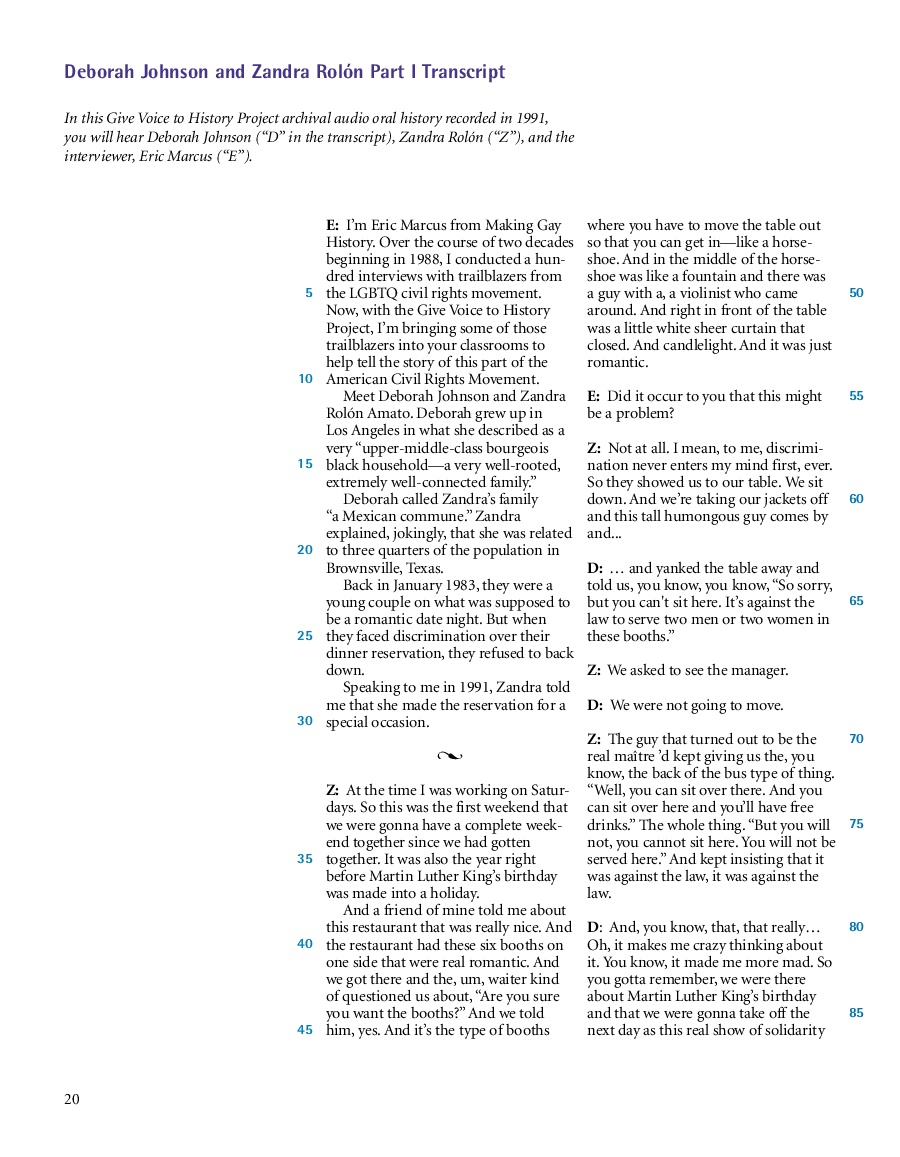 Deborah Johnson and Zandra Rolón Part I Transcript
In this Give Voice to History Project archival audio oral history recorded in 1991,
you will hear Deborah Johnson (“D” in the transcript), Zandra Rolón (“Z”), and the
interviewer, Eric Marcus (“E”).
E: I’m Eric Marcus from Making Gay
History. Over the course of two decades
beginning in 1988, I conducted a hun-
dred interviews with trailblazers from
5 the LGBTQ civil rights movement.
Now, with the Give Voice to History
Project, I’m bringing some of those
trailblazers into your classrooms to
help tell the story of this part of the
10 American Civil Rights Movement.
Meet Deborah Johnson and Zandra
Rolón Amato. Deborah grew up in
Los Angeles in what she described as a
very “upper-middle-class bourgeois
15 black household—a very well-rooted,
extremely well-connected family.”
Deborah called Zandra’s family
“a Mexican commune.” Zandra
explained, jokingly, that she was related
20 to three quarters of the population in
Brownsville, Texas.
Back in January 1983, they were a
young couple on what was supposed to
be a romantic date night. But when
25 they faced discrimination over their
dinner reservation, they refused to back
down.
Speaking to me in 1991, Zandra told
me that she made the reservation for a
30 special occasion.
Z: At the time I was working on Satur-
days. So this was the first weekend that
we were gonna have a complete week-
end together since we had gotten
35 together. It was also the year right
before Martin Luther King’s birthday
was made into a holiday.
And a friend of mine told me about
this restaurant that was really nice. And
40 the restaurant had these six booths on
one side that were real romantic. And
we got there and the, um, waiter kind
of questioned us about, “Are you sure
you want the booths?” And we told
45 him, yes. And it’s the type of booths
where you have to move the table out
so that you can get in—like a horse-
shoe. And in the middle of the horse-
shoe was like a fountain and there was
a guy with a, a violinist who came 50
around. And right in front of the table
was a little white sheer curtain that
closed. And candlelight. And it was just
romantic.
E: Did it occur to you that this might 55
be a problem?
Z: Not at all. I mean, to me, discrimi-
nation never enters my mind first, ever.
So they showed us to our table. We sit
down. And we’re taking our jackets off 60
and this tall humongous guy comes by
and...
D: … and yanked the table away and
told us, you know, you know, “So sorry,
but you can't sit here. It’s against the 65
law to serve two men or two women in
these booths.”
Z: We asked to see the manager.
D: We were not going to move.
Z: The guy that turned out to be the 70
real maître ’d kept giving us the, you
know, the back of the bus type of thing.
“Well, you can sit over there. And you
can sit over here and you’ll have free
drinks.” The whole thing. “But you will 75
not, you cannot sit here. You will not be
served here.” And kept insisting that it
was against the law, it was against the
law.
D: And, you know, that, that really… 80
Oh, it makes me crazy thinking about
it. You know, it made me more mad. So
you gotta remember, we were there
about Martin Luther King’s birthday
and that we were gonna take off the 85
next day as this real show of solidarity
20